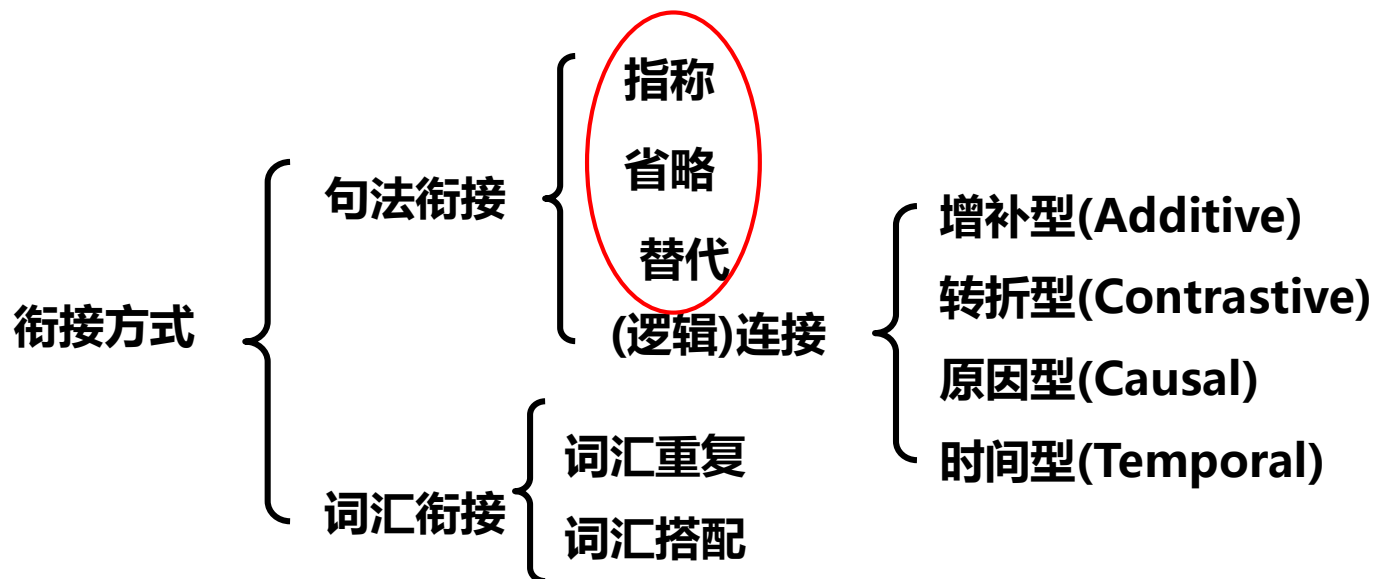 衔接方式
句法衔接
指称
省略
替代
(逻辑)连接
增补型(Additive)
转折型(Contrastive)
原因型(Causal)
时间型(Temporal)
词汇衔接
词汇重复
词汇搭配